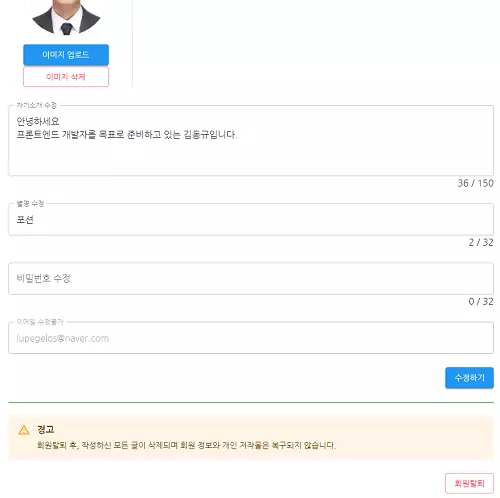 이미지 업로드
이미지 삭제
자기소개 수정
안녕하세요
프론트엔드 개발자를 목표로 준비하고 있는 김동규입니다.
36 / 150
별명 수정
포션
2 / 32
비밀번호 수정
0 / 32
이메일 수정불가
lupegelos@naver.com
수정하기
경고
회원탈퇴 후, 작성하신 모든 글이 삭제되며 회원 정보와 개인 저작물은 복구되지 않습니다.
회원탈퇴